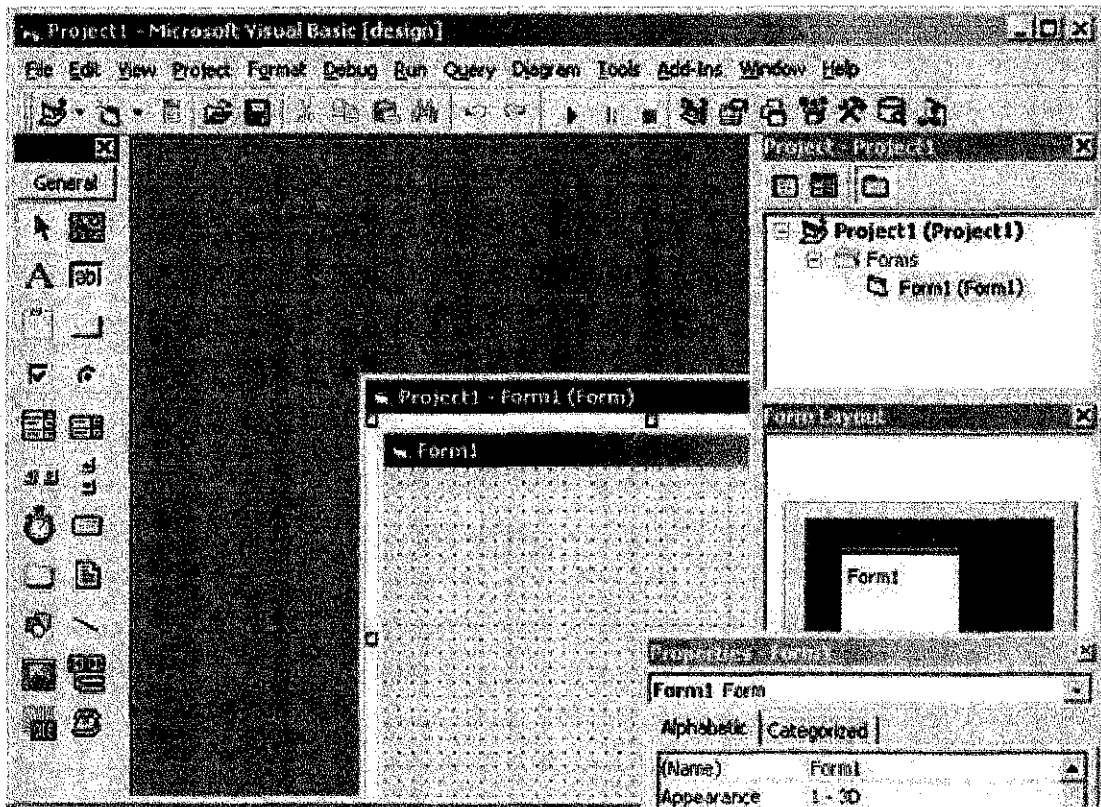 Project1 - Microsoft Visual Basic [design]
File Edit View Project Format Debug Run Query Diagram Tools Add-Ins Window Help
General
Project - Project1
Project1 (Project1)
Forms
Form1 (Form1)
Project1 - Form1 (Form)
Form1
Form Layout
Form1
Properties - Form1
Form1 Form
Alphabetic Categorized
(Name) Form1
Appearance 1 - 3D